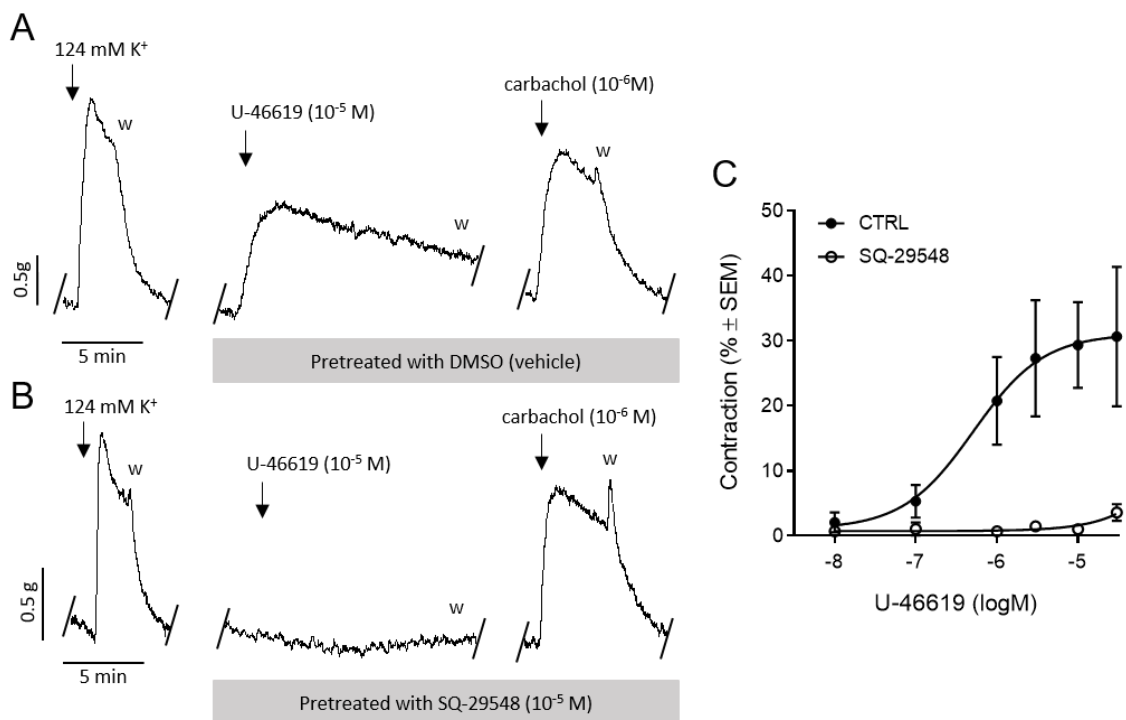 A
124 mM K⁺
W
U-46619 (10⁻⁵ M)
W
carbachol (10⁻⁶M)
W
0.5g
5 min
Pretreated with DMSO (vehicle)
B
124 mM K⁺
W
U-46619 (10⁻⁵ M)
W
carbachol (10⁻⁶ M)
W
0.5 g
5 min
Pretreated with SQ-29548 (10⁻⁵ M)
C
CTRL
SQ-29548
Contraction (% ± SEM)
50
40
30
20
10
0
-8 -7 -6 -5
U-46619 (logM)